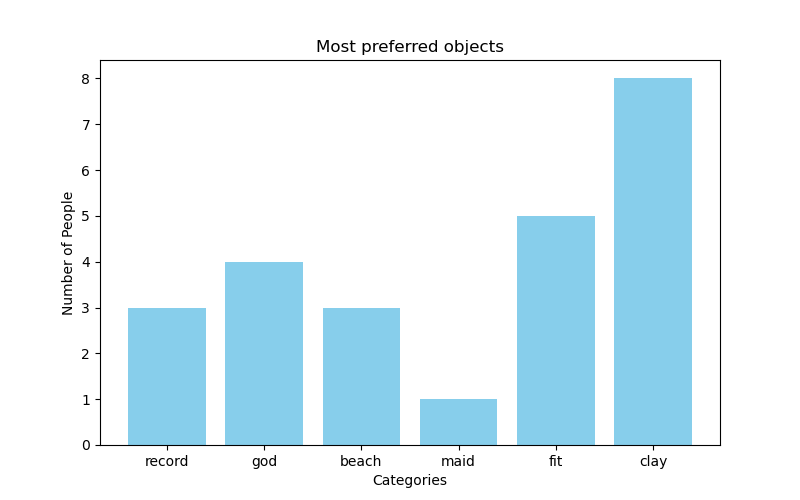 Most preferred objects
Number of People
8
7
6
5
4
3
2
1
0
record god beach maid fit clay
Categories